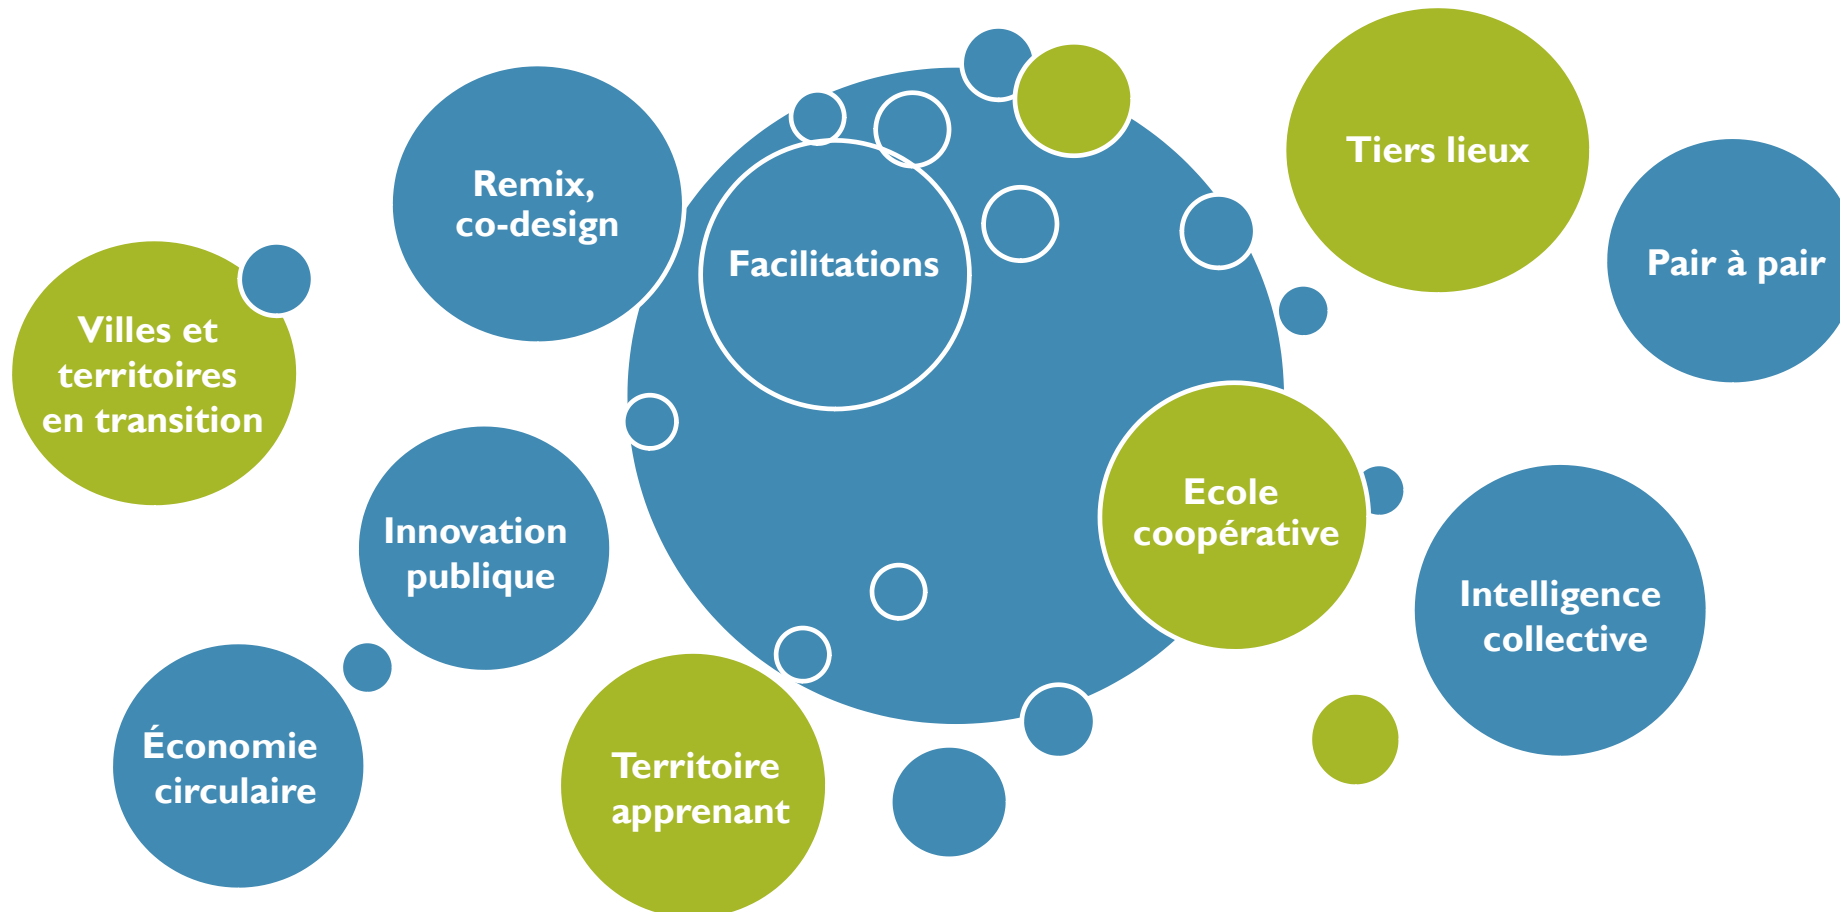 Remix,
co-design
Facilitations
Tiers lieux
Pair à pair
Villes et
territoires
en transition
Innovation
publique
Ecole
coopérative
Intelligence
collective
Économie
circulaire
Territoire
apprenant